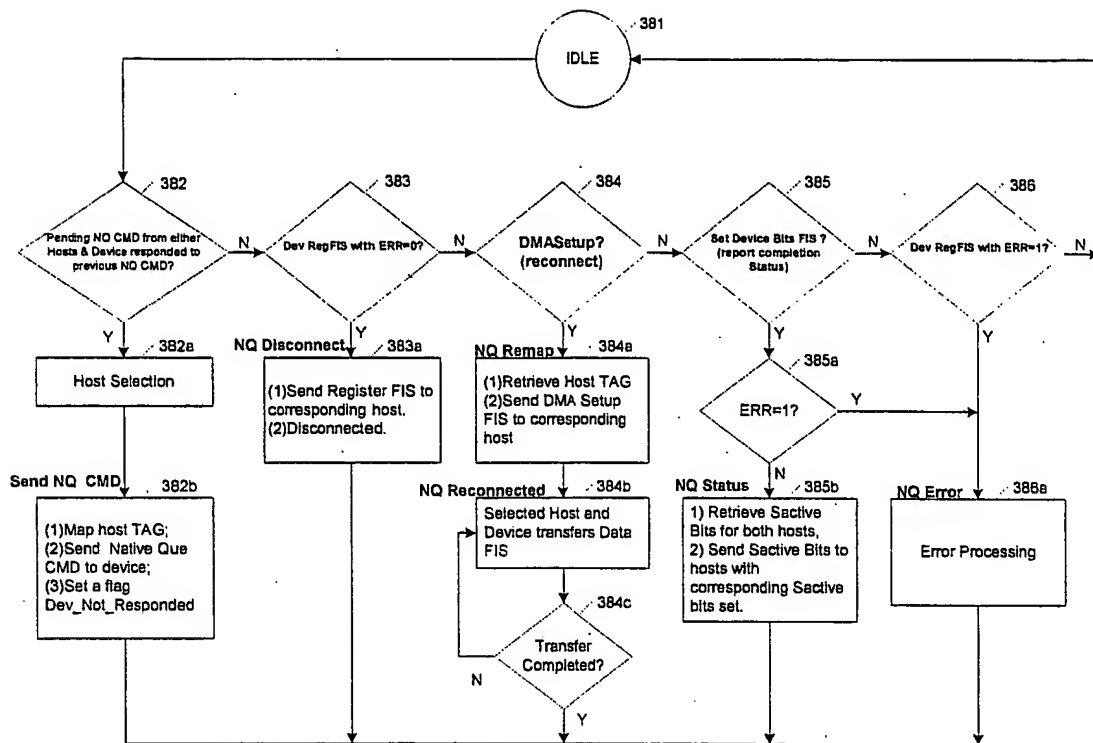 381
IDLE
382
Pending NQ CMD from either
Hosts & Device responded to
previous NQ CMD?
N
Y
383
Dev RegFIS with ERR=0?
N
Y
384
DMASetup?
(reconnect)
N
Y
385
Set Device Bits FIS ?
(report completion
Status)
N
Y
386
Dev RegFIS with ERR=1?
N
Y
382a
Host Selection
Send NQ CMD
382b
(1)Map host TAG;
(2)Send Native Que
CMD to device;
(3)Set a flag
Dev_Not_Responded
NQ Disconnect
383a
(1)Send Register FIS to
corresponding host.
(2)Disconnected.
NQ Remap
384a
(1)Retrieve Host TAG
(2)Send DMA Setup
FIS to corresponding
host
NQ Reconnected
384b
Selected Host and
Device transfers Data
FIS
384c
Transfer
Completed?
N
Y
385a
ERR=1?
Y
N
NQ Status
385b
1) Retrieve Sactive
Bits for both hosts,
2) Send Sactive Bits to
hosts with
corresponding Sactive
bits set.
NQ Error
386a
Error Processing